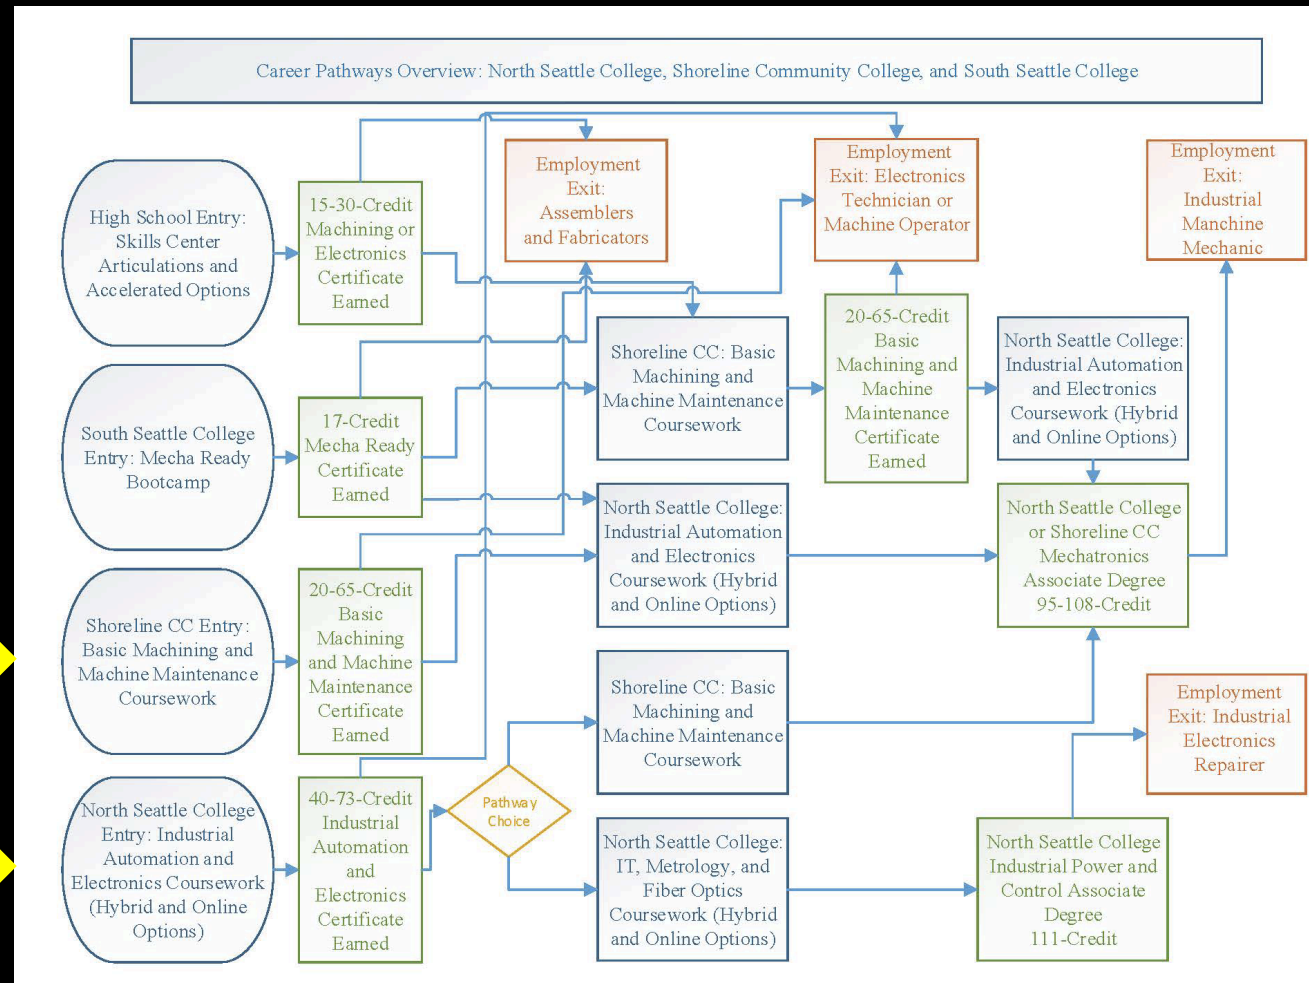 Career Pathways Overview: North Seattle College, Shoreline Community College, and South Seattle College
High School Entry:
Skills Center
Articulations and
Accelerated Options
15-30-Credit
Machining or
Electronics
Certificate
Earned
Employment
Exit:
Assemblers
and Fabricators
Employment
Exit: Electronics
Technician or
Machine Operator
Employment
Exit:
Industrial
Manchine
Mechanic
South Seattle College
Entry: Mecha Ready
Bootcamp
17-Credit
Mecha Ready
Certificate
Earned
Shoreline CC: Basic
Machining and
Machine Maintenance
Coursework
20-65-Credit
Basic
Machining and
Machine
Maintenance
Certificate
Earned
North Seattle College:
Industrial Automation
and Electronics
Coursework (Hybrid
and Online Options)
North Seattle College:
Industrial Automation
and Electronics
Coursework (Hybrid
and Online Options)
North Seattle College
or Shoreline CC
Mechatronics
Associate Degree
95-108-Credit
Shoreline CC Entry:
Basic Machining and
Machine Maintenance
Coursework
20-65-Credit
Basic
Machining
and Machine
Maintenance
Certificate
Earned
Shoreline CC: Basic
Machining and
Machine Maintenance
Coursework
Employment
Exit: Industrial
Electronics
Repairer
North Seattle College
Entry: Industrial
Automation and
Electronics Coursework
(Hybrid and Online
Options)
40-73-Credit
Industrial
Automation
and
Electronics
Certificate
Earned
Pathway
Choice
North Seattle College:
IT, Metrology, and
Fiber Optics
Coursework (Hybrid
and Online Options)
North Seattle College
Industrial Power and
Control Associate
Degree
111-Credit